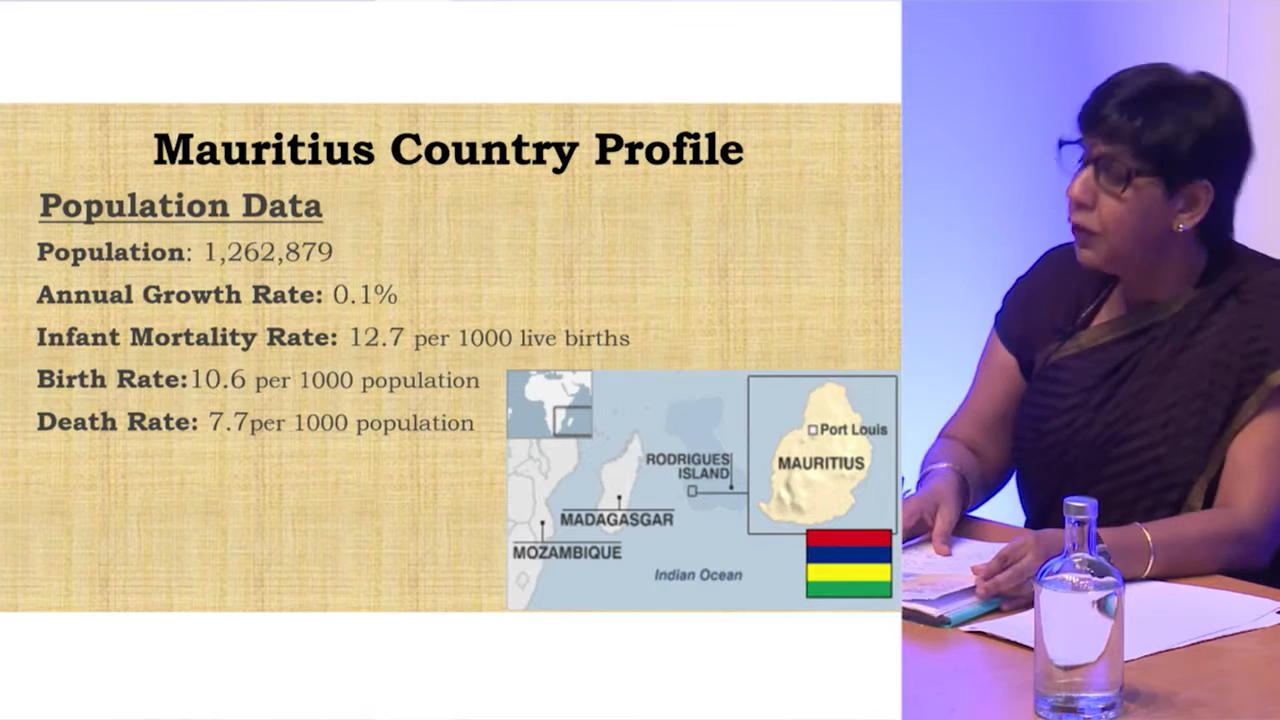 Mauritius Country Profile
Population Data
Population: 1,262,879
Annual Growth Rate: 0.1%
Infant Mortality Rate: 12.7 per 1000 live births
Birth Rate:10.6 per 1000 population
Death Rate: 7.7per 1000 population
Port Louis
MAURITIUS
RODRIGUES
ISLAND
MADAGASGAR
MOZAMBIQUE
Indian Ocean